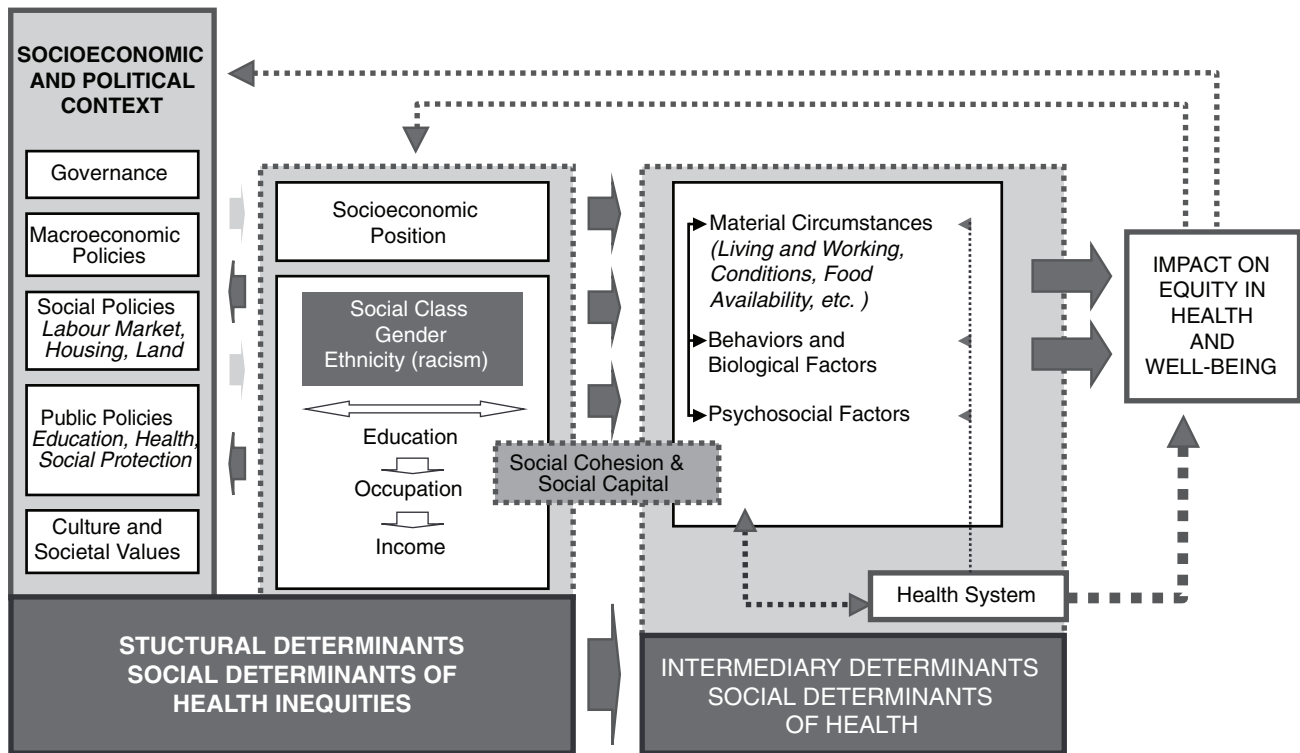 SOCIOECONOMIC
AND POLITICAL
CONTEXT
Governance
Macroeconomic
Policies
Social Policies
Labour Market,
Housing, Land
Public Policies
Education, Health,
Social Protection
Culture and
Societal Values
Socioeconomic
Position
Social Class
Gender
Ethnicity (racism)
Education
Occupation
Income
Social Cohesion &
Social Capital
Material Circumstances
(Living and Working,
Conditions, Food
Availability, etc. )
Behaviors and
Biological Factors
Psychosocial Factors
Health System
IMPACT ON
EQUITY IN
HEALTH
AND
WELL-BEING
STUCTURAL DETERMINANTS
SOCIAL DETERMINANTS OF
HEALTH INEQUITIES
INTERMEDIARY DETERMINANTS
SOCIAL DETERMINANTS
OF HEALTH